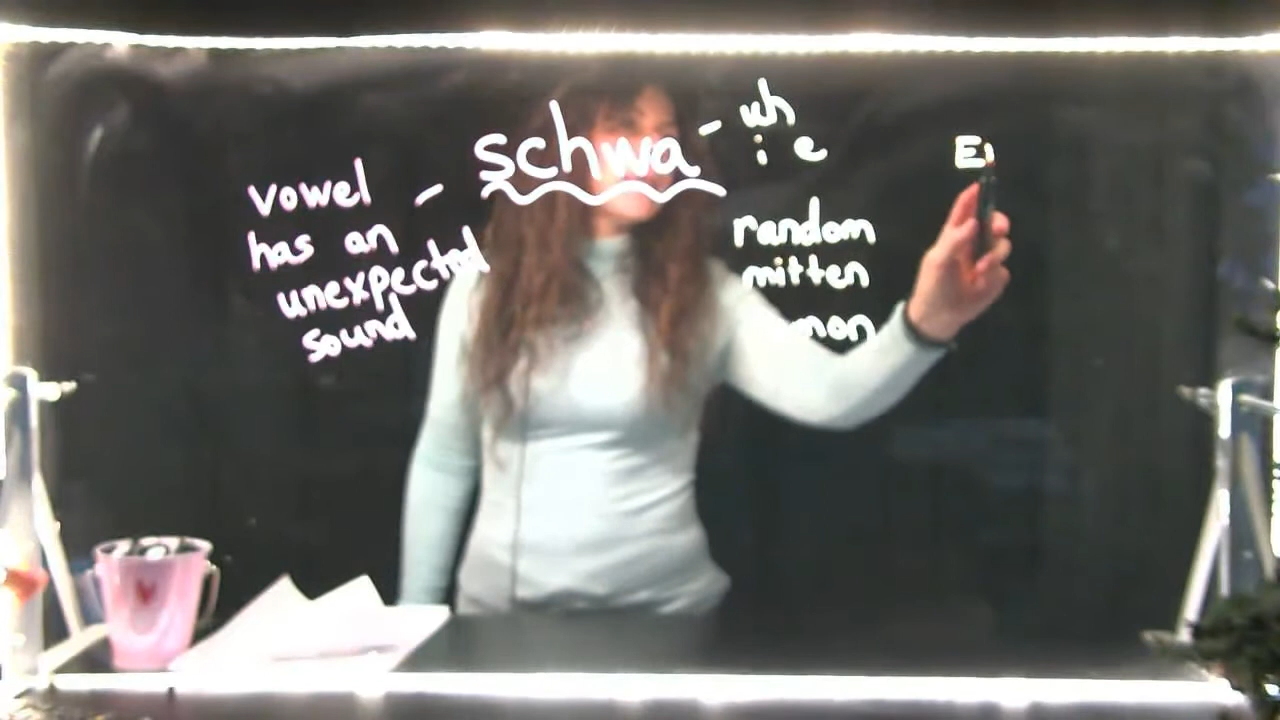 schwa
vowel -
has an
unexpected
sound
- uh
i e
random
mitten